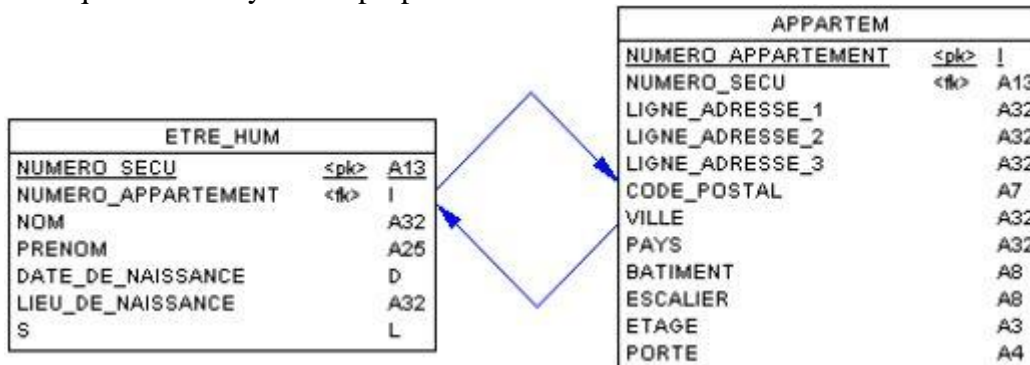 ETRE_HUM
NUMERO_SECU <pk> A13
NUMERO_APPARTEMENT <fk> I
NOM A32
PRENOM A25
DATE_DE_NAISSANCE D
LIEU_DE_NAISSANCE A32
S L
APPARTEM
NUMERO_APPARTEMENT <pk> I
NUMERO_SECU <fk> A13
LIGNE_ADRESSE_1 A32
LIGNE_ADRESSE_2 A32
LIGNE_ADRESSE_3 A32
CODE_POSTAL A7
VILLE A32
PAYS A32
BATIMENT A8
ESCALIER A8
ETAGE A3
PORTE A4